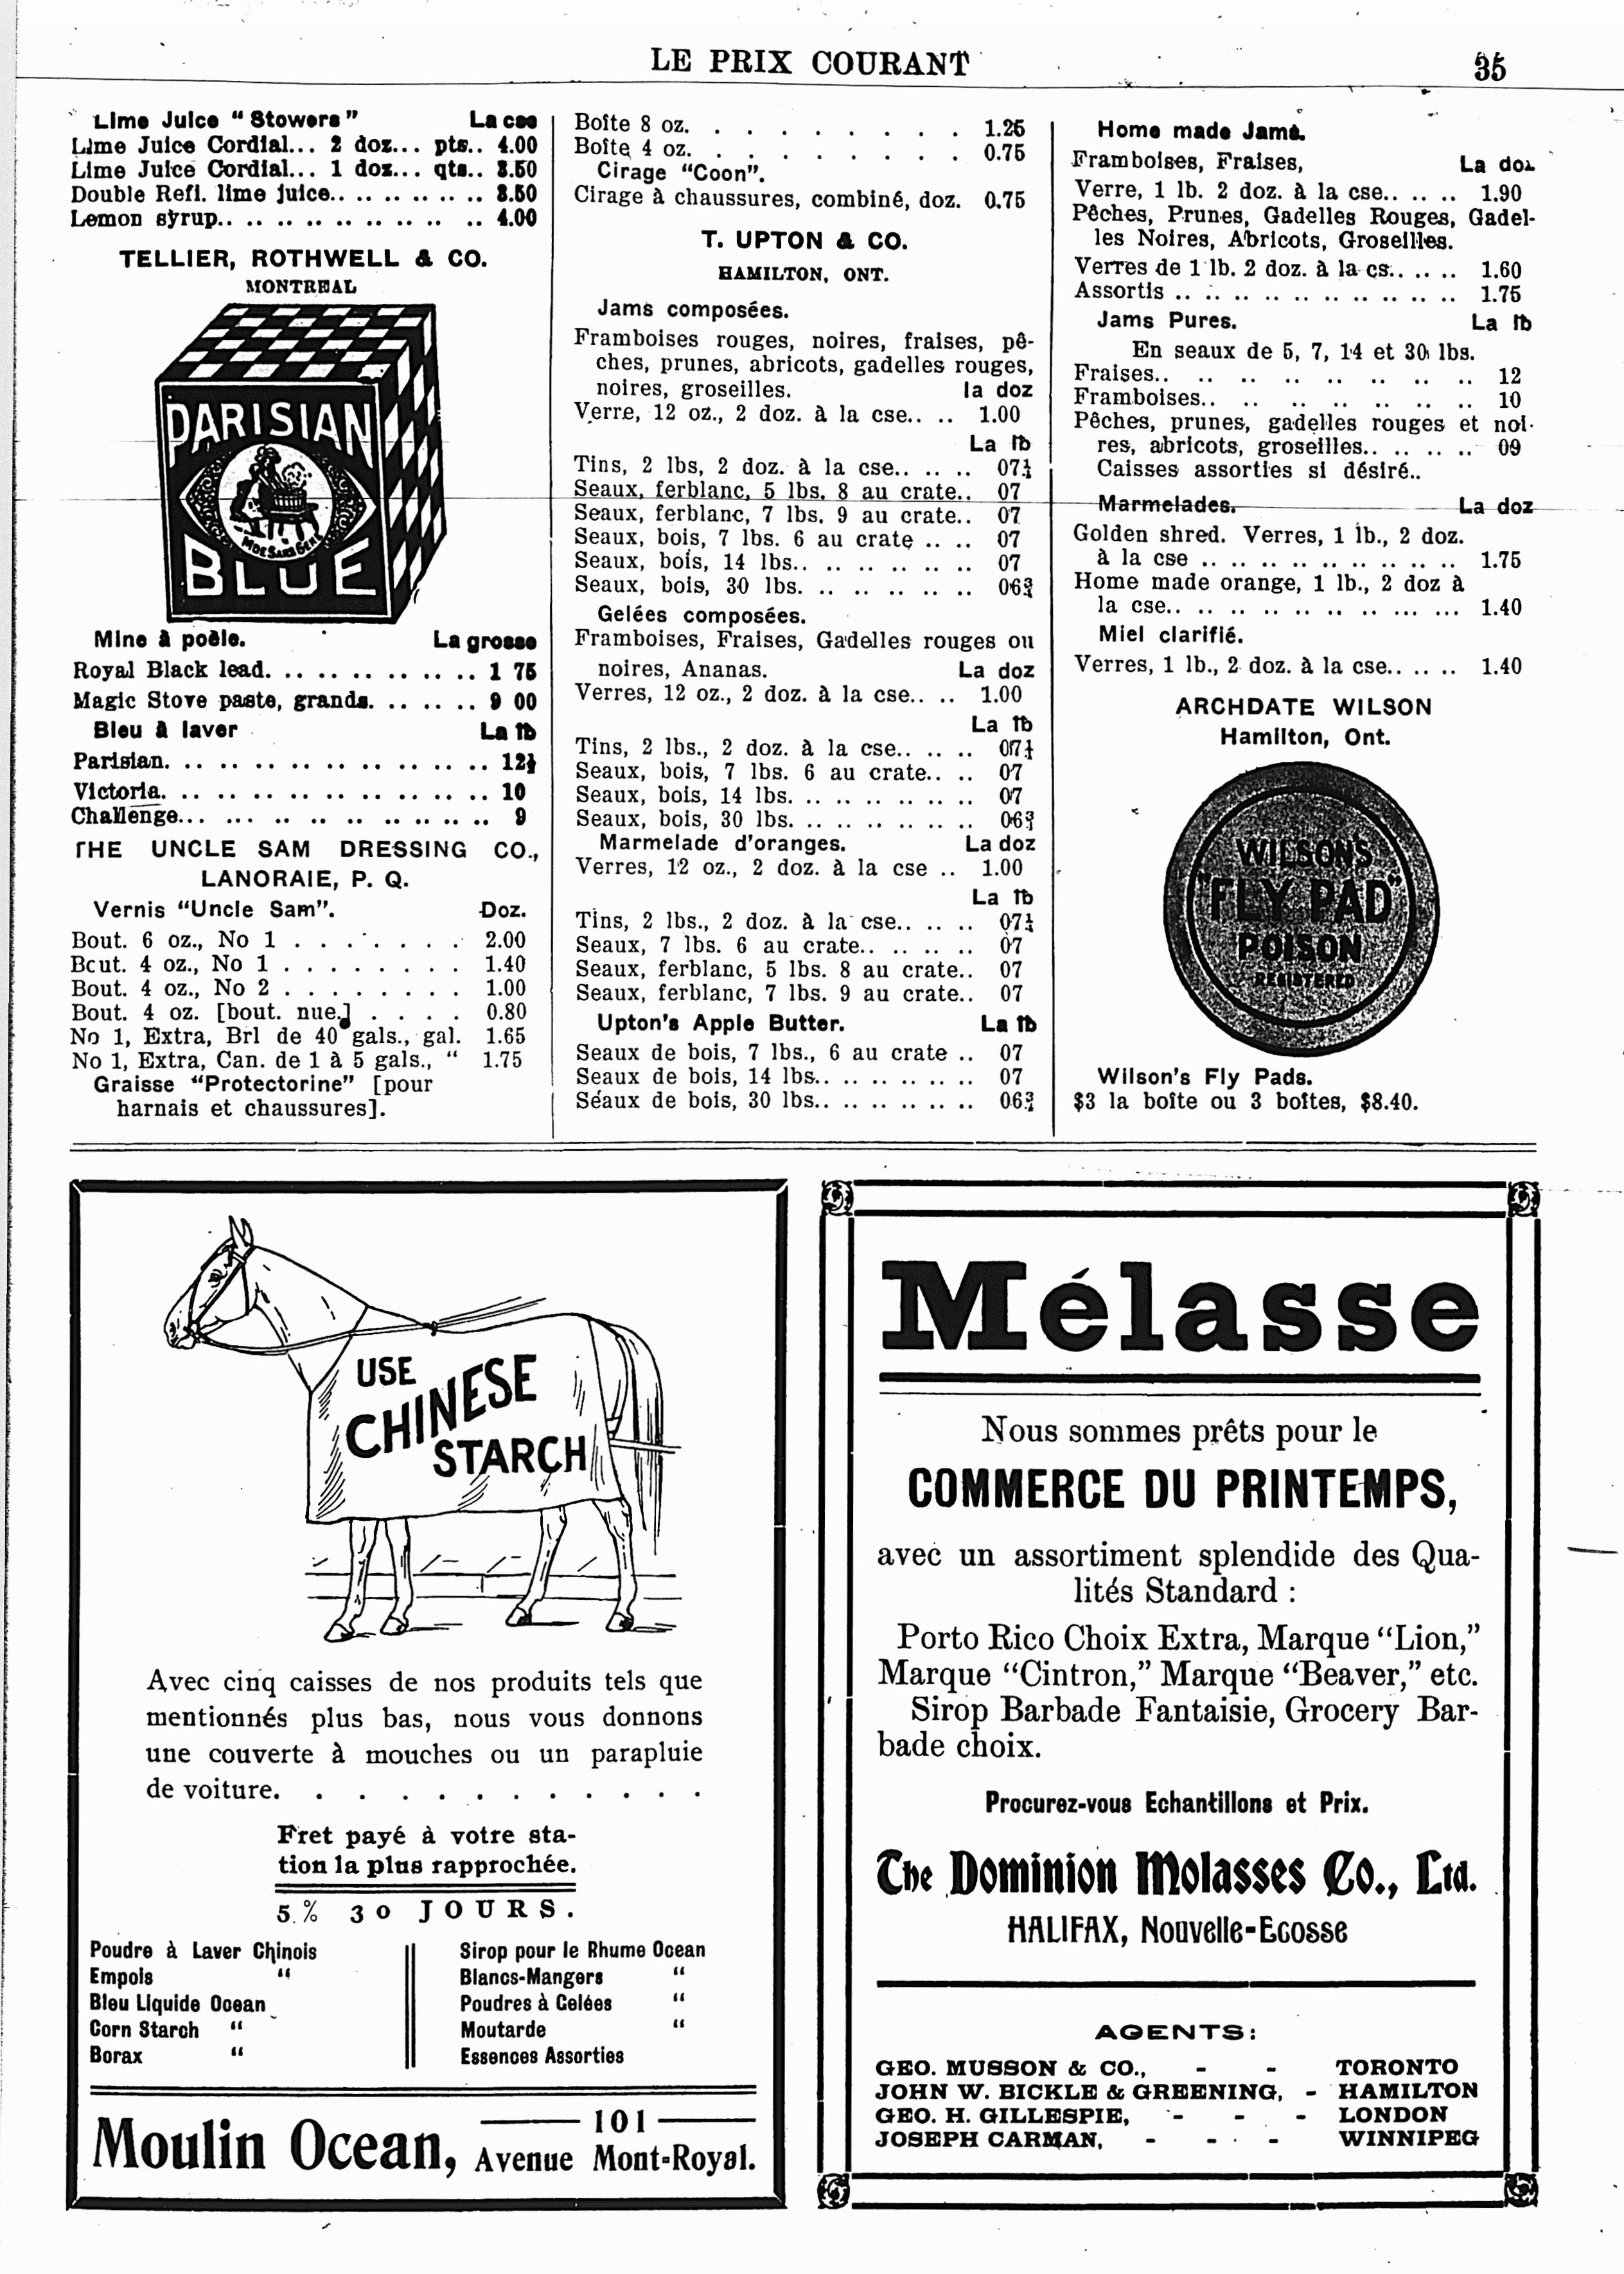 LE PRIX COURANT
35
Lime Juice "Stowers" La cse
Lime Juice Cordial... 2 doz... pts.. 4.00
Lime Juice Cordial... 1 doz... qts.. 3.50
Double Refl. lime juice.. .. .. .. .. .. 3.50
Lemon syrup.. .. .. .. .. .. .. .. .. 4.00
TELLIER, ROTHWELL & CO.
MONTREAL
PARISIAN
MDE SANS GENE
BLUE
Mine à poële. La grosse
Royal Black lead. .. .. .. .. .. .. .. 1 75
Magic Stove paste, grands. .. .. .. .. 9 00
Bleu à laver La lb
Parisian. .. .. .. .. .. .. .. .. .. .. 12½
Victoria. .. .. .. .. .. .. .. .. .. .. 10
Challenge... ... .. .. .. .. .. .. .. 9
THE UNCLE SAM DRESSING CO.,
LANORAIE, P. Q.
Vernis "Uncle Sam". Doz.
Bout. 6 oz., No 1 . . . . . . . . 2.00
Bout. 4 oz., No 1 . . . . . . . . 1.40
Bout. 4 oz., No 2 . . . . . . . . 1.00
Bout. 4 oz. [bout. nue.] . . . . 0.80
No 1, Extra, Brl de 40 gals., gal. 1.65
No 1, Extra, Can. de 1 à 5 gals., " 1.75
Graisse "Protectorine" [pour
harnais et chaussures].
Boîte 8 oz. . . . . . . . . . 1.25
Boîte 4 oz. . . . . . . . . . 0.75
Cirage "Coon".
Cirage à chaussures, combiné, doz. 0.75
T. UPTON & CO.
HAMILTON, ONT.
Jams composées.
Framboises rouges, noires, fraises, pê-
ches, prunes, abricots, gadelles rouges,
noires, groseilles. la doz
Verre, 12 oz., 2 doz. à la cse.. .. 1.00
La lb
Tins, 2 lbs, 2 doz. à la cse.. .. .. 07¼
Seaux, ferblanc, 5 lbs. 8 au crate.. 07
Seaux, ferblanc, 7 lbs. 9 au crate.. 07
Seaux, bois, 7 lbs. 6 au crate .. .. 07
Seaux, bois, 14 lbs.. .. .. .. .. .. 07
Seaux, bois, 30 lbs. .. .. .. .. .. 06¾
Gelées composées.
Framboises, Fraises, Gadelles rouges ou
noires, Ananas. La doz
Verres, 12 oz., 2 doz. à la cse.. .. 1.00
La lb
Tins, 2 lbs., 2 doz. à la cse.. .. .. 07¼
Seaux, bois, 7 lbs. 6 au crate.. .. 07
Seaux, bois, 14 lbs. .. .. .. .. .. .. 07
Seaux, bois, 30 lbs. .. .. .. .. .. .. 06¾
Marmelade d'oranges. La doz
Verres, 12 oz., 2 doz. à la cse .. 1.00
La lb
Tins, 2 lbs., 2 doz. à la cse.. .. .. 07¼
Seaux, 7 lbs. 6 au crate.. .. .. .. 07
Seaux, ferblanc, 5 lbs. 8 au crate.. 07
Seaux, ferblanc, 7 lbs. 9 au crate.. 07
Upton's Apple Butter. La lb
Seaux de bois, 7 lbs., 6 au crate .. 07
Seaux de bois, 14 lbs.. .. .. .. .. .. 07
Seaux de bois, 30 lbs.. .. .. .. .. .. 06¾
Home made Jams.
Framboises, Fraises, La doz
Verre, 1 lb. 2 doz. à la cse.. .. .. 1.90
Pêches, Prunes, Gadelles Rouges, Gadel-
les Noires, Abricots, Groseilles.
Verres de 1 lb. 2 doz. à la cs.. .. .. 1.60
Assortis .. .. .. .. .. .. .. .. .. .. 1.75
Jams Pures. La lb
En seaux de 5, 7, 14 et 30 lbs.
Fraises.. .. .. .. .. .. .. .. 12
Framboises.. .. .. .. .. .. .. 10
Pêches, prunes, gadelles rouges et noi-
res, abricots, groseilles.. .. .. .. 09
Caisses assorties si désiré..
Marmelades. La doz
Golden shred. Verres, 1 lb., 2 doz.
à la cse .. .. .. .. .. .. .. .. .. 1.75
Home made orange, 1 lb., 2 doz à
la cse.. .. .. .. .. .. .. ... ... 1.40
Miel clarifié.
Verres, 1 lb., 2 doz. à la cse.. .. .. 1.40
ARCHDATE WILSON
Hamilton, Ont.
WILSON'S
"FLY PAD"
POISON
REGISTERED
Wilson's Fly Pads.
$3 la boîte ou 3 boîtes, $8.40.
USE
CHINESE
STARCH
Avec cinq caisses de nos produits tels que
mentionnés plus bas, nous vous donnons
une couverte à mouches ou un parapluie
de voiture. . . . . . . . . . . .
Fret payé à votre sta-
tion la plus rapprochée.
5 % 30 JOURS.
Poudre à Laver Chinois
Empois "
Bleu Liquide Ocean
Corn Starch "
Borax "
Sirop pour le Rhume Ocean
Blancs-Mangers "
Poudres à Gelées "
Moutarde "
Essences Assorties
Moulin Ocean, 101
Avenue Mont-Royal.
Mélasse
Nous sommes prêts pour le
COMMERCE DU PRINTEMPS,
avec un assortiment splendide des Qua-
lités Standard :
Porto Rico Choix Extra, Marque "Lion,"
Marque "Cintron," Marque "Beaver," etc.
Sirop Barbade Fantaisie, Grocery Bar-
bade choix.
Procurez-vous Echantillons et Prix.
The Dominion Molasses Co., Ltd.
HALIFAX, Nouvelle-Ecosse
AGENTS:
GEO. MUSSON & CO., - - TORONTO
JOHN W. BICKLE & GREENING, - HAMILTON
GEO. H. GILLESPIE, - - - LONDON
JOSEPH CARMAN, - - - WINNIPEG